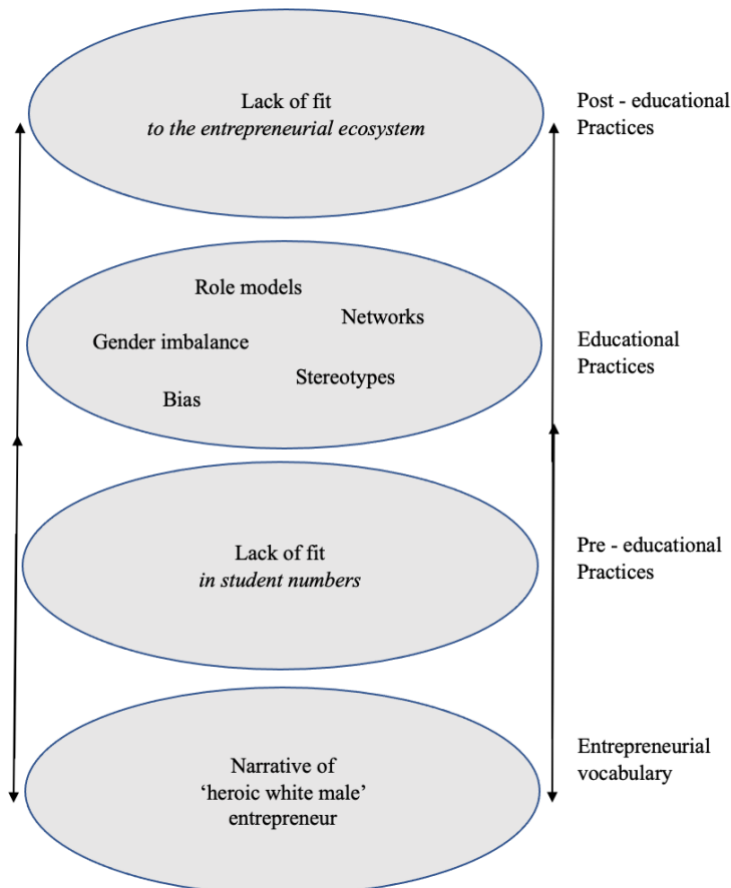 Lack of fit
to the entrepreneurial ecosystem
Post - educational
Practices
Role models
Networks
Gender imbalance
Stereotypes
Bias
Educational
Practices
Lack of fit
in student numbers
Pre - educational
Practices
Narrative of
‘heroic white male’
entrepreneur
Entrepreneurial
vocabulary